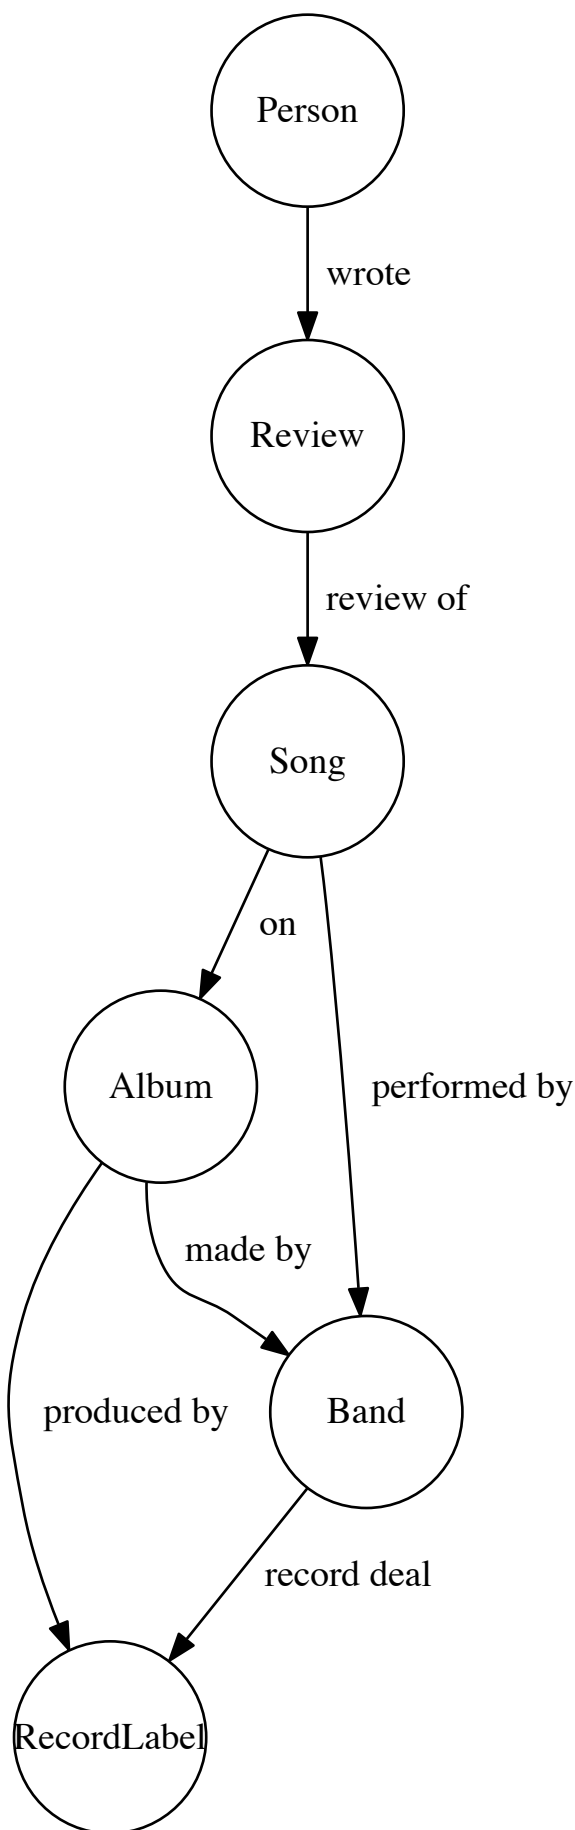 Person
wrote
Review
review of
Song
on
Album
performed by
made by
produced by
Band
record deal
RecordLabel